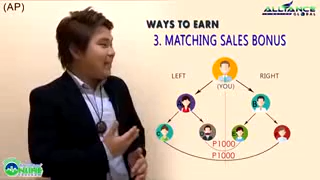 (AP)
WAYS TO EARN
ALLIANCE
GLOBAL
3. MATCHING SALES BONUS
LEFT
RIGHT
(YOU)
P1000
P1000